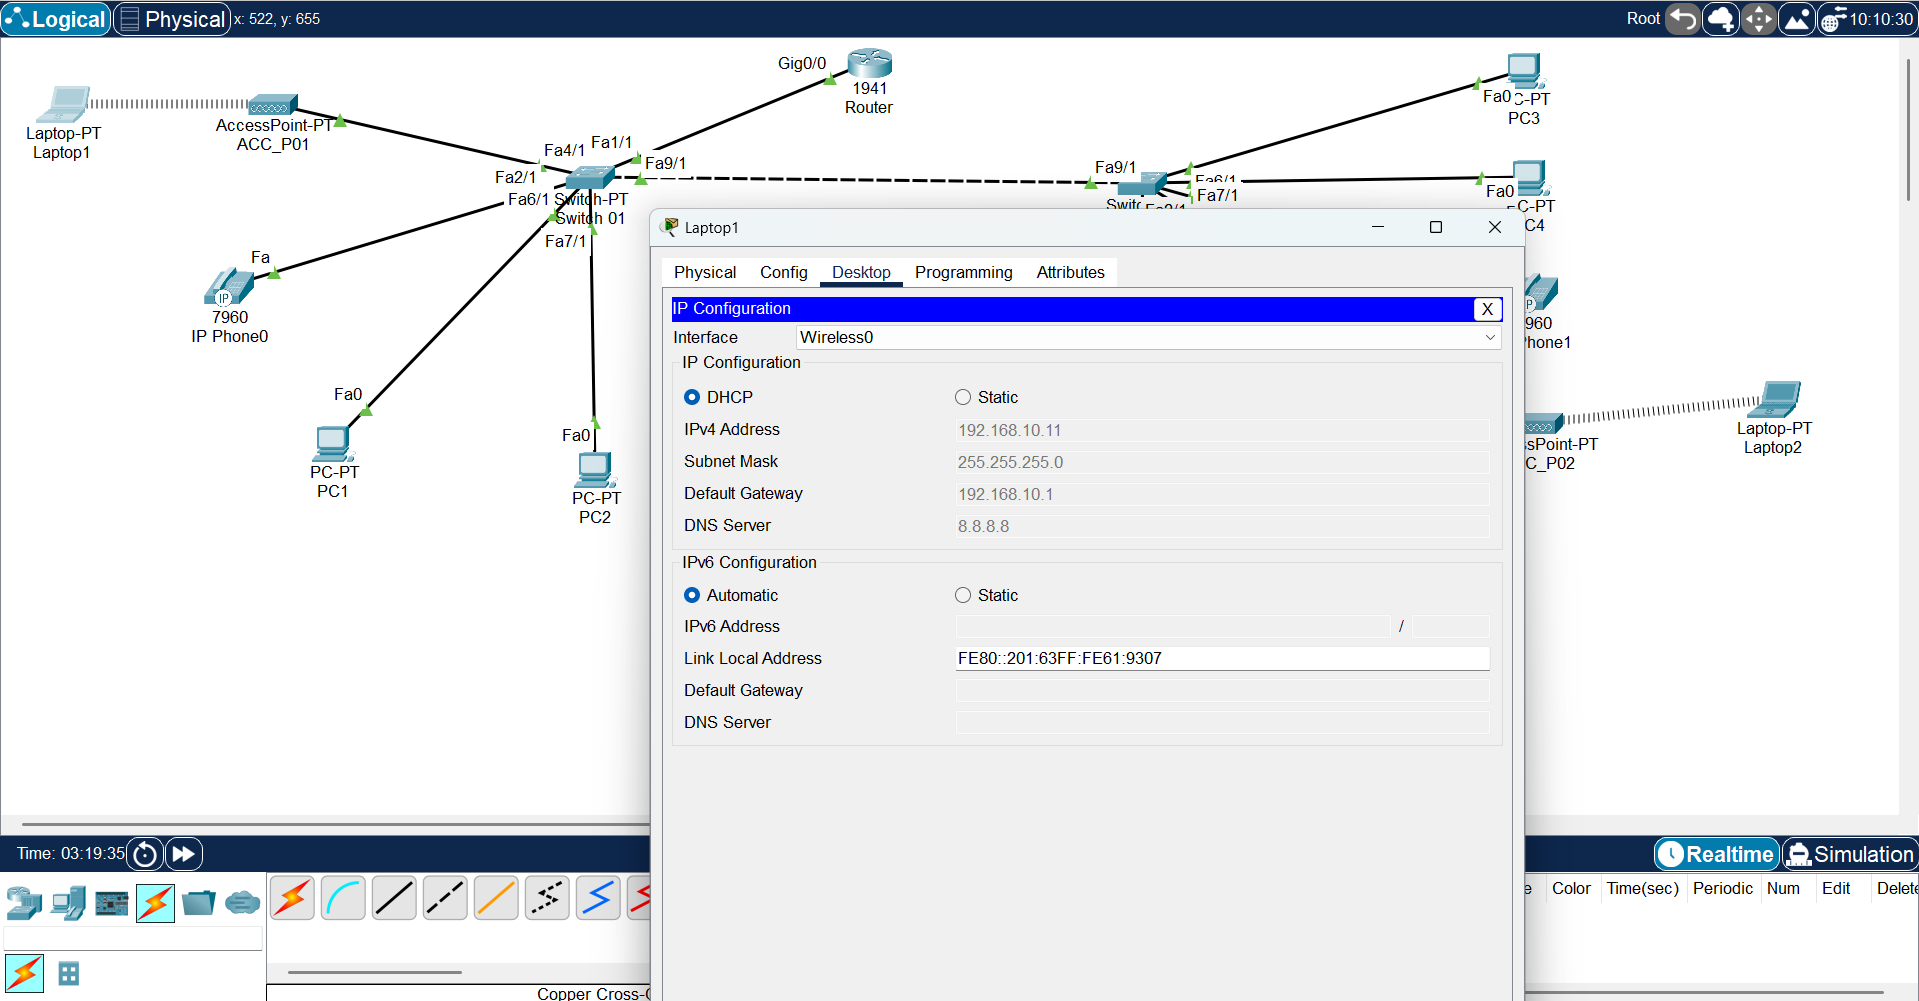 Logical
Physical
x: 522, y: 655
Root
10:10:30
Gig0/0
1941
Router
Laptop-PT
Laptop1
AccessPoint-PT
ACC_P01
Fa4/1
Fa1/1
Fa9/1
Fa2/1
Fa6/1
Switch-PT
Switch 01
Fa7/1
Fa9/1
Fa6/1
Fa7/1
Fa0
C-PT
PC3
Fa0
C-PT
C4
Fa
IP
7960
IP Phone0
960
hone1
Fa0
PC-PT
PC1
Fa0
PC-PT
PC2
ssPoint-PT
C_P02
Laptop-PT
Laptop2
Laptop1
Physical
Config
Desktop
Programming
Attributes
IP Configuration
X
Interface
Wireless0
IP Configuration
DHCP
Static
IPv4 Address
192.168.10.11
Subnet Mask
255.255.255.0
Default Gateway
192.168.10.1
DNS Server
8.8.8.8
IPv6 Configuration
Automatic
Static
IPv6 Address
/
Link Local Address
FE80::201:63FF:FE61:9307
Default Gateway
DNS Server
Time: 03:19:35
Realtime
Simulation
e
Color
Time(sec)
Periodic
Num
Edit
Delete
Copper Cross-